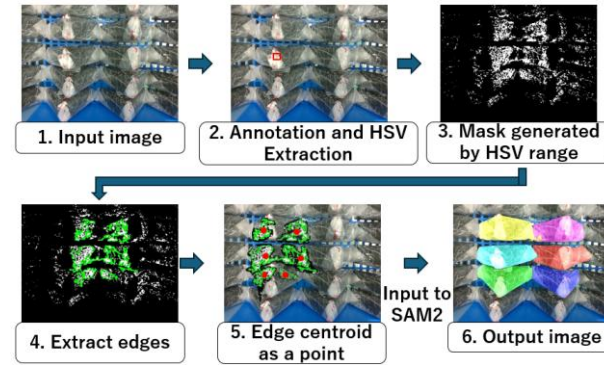 1. Input image
2. Annotation and HSV
Extraction
3. Mask generated
by HSV range
4. Extract edges
5. Edge centroid
as a point
Input to
SAM2
6. Output image